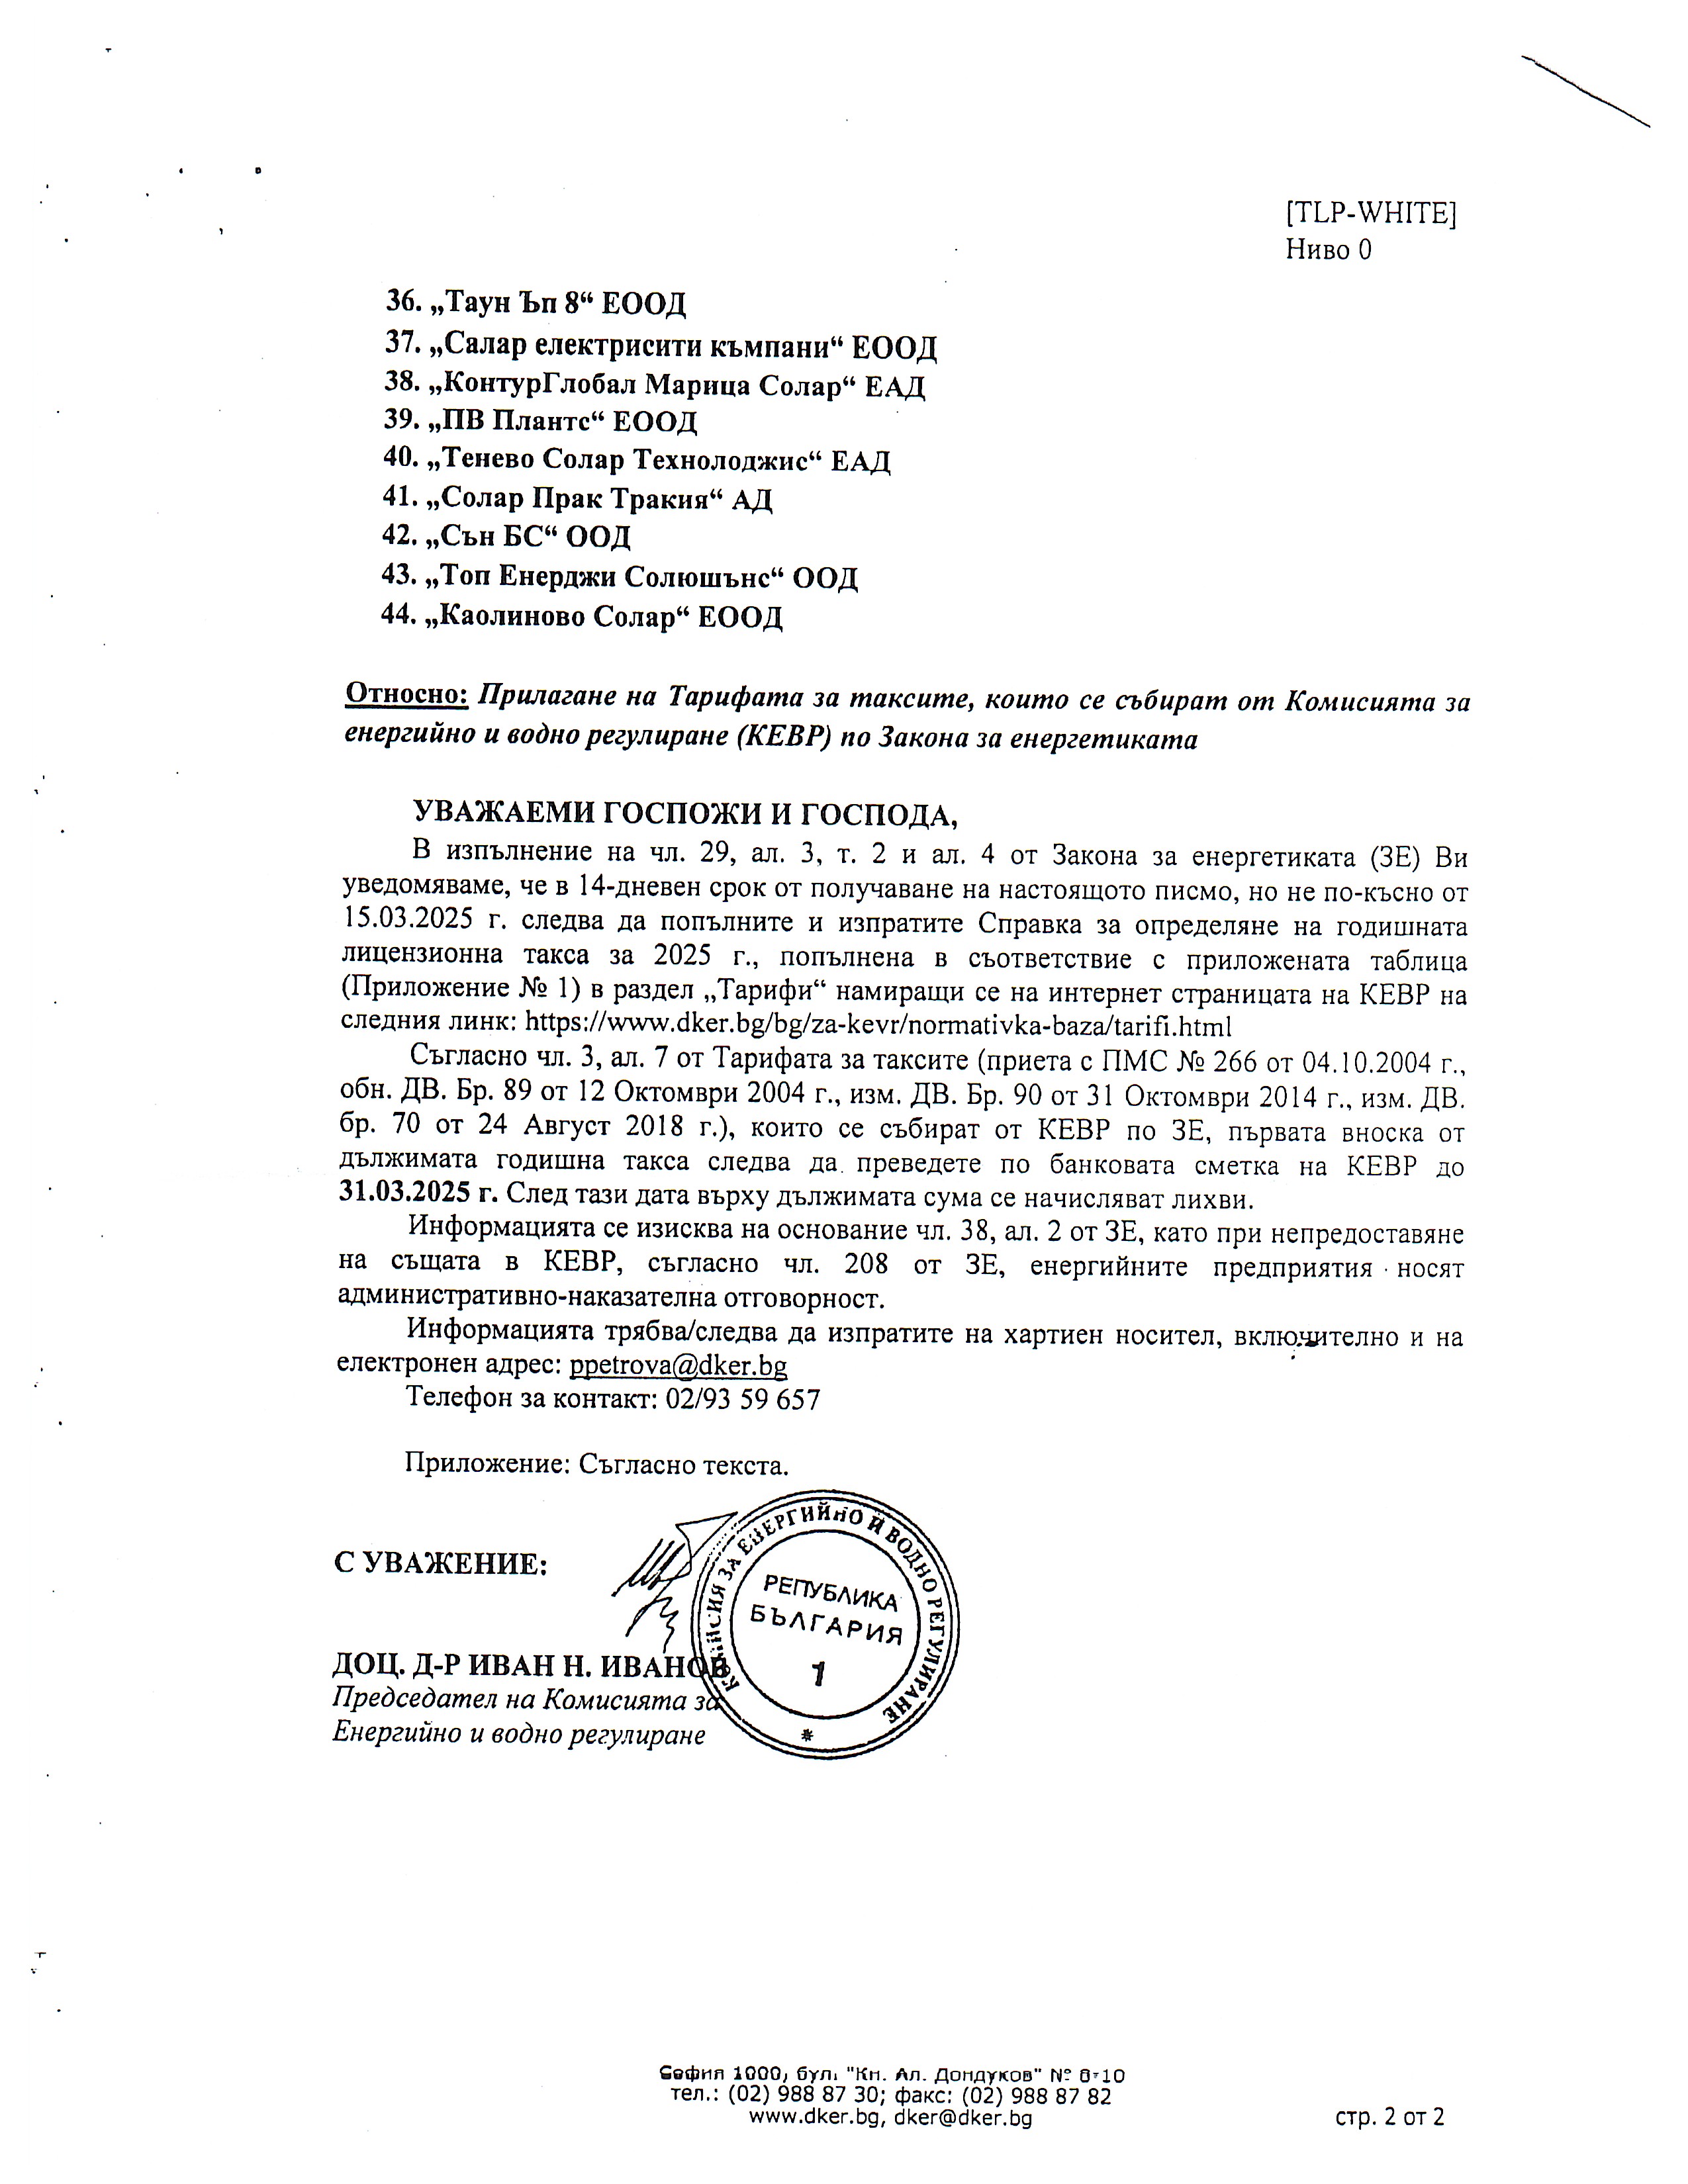 [TLP-WHITE]
Ниво 0
36. „Таун Ъп 8“ ЕООД
37. „Салар електрисити къмпани“ ЕООД
38. „КонтурГлобал Марица Солар“ ЕАД
39. „ПВ Плантс“ ЕООД
40. „Тенево Солар Технолоджис“ ЕАД
41. „Солар Прак Тракия“ АД
42. „Сън БС“ ООД
43. „Топ Енерджи Солюшънс“ ООД
44. „Каолиново Солар“ ЕООД
Относно: Прилагане на Тарифата за таксите, които се събират от Комисията за
енергийно и водно регулиране (КЕВР) по Закона за енергетиката
УВАЖАЕМИ ГОСПОЖИ И ГОСПОДА,
В изпълнение на чл. 29, ал. 3, т. 2 и ал. 4 от Закона за енергетиката (ЗЕ) Ви
уведомяваме, че в 14-дневен срок от получаване на настоящото писмо, но не по-късно от
15.03.2025 г. следва да попълните и изпратите Справка за определяне на годишната
лицензионна такса за 2025 г., попълнена в съответствие с приложената таблица
(Приложение № 1) в раздел „Тарифи“ намиращи се на интернет страницата на КЕВР на
следния линк: https://www.dker.bg/bg/za-kevr/normativka-baza/tarifi.html
Съгласно чл. 3, ал. 7 от Тарифата за таксите (приета с ПМС № 266 от 04.10.2004 г.,
обн. ДВ. Бр. 89 от 12 Октомври 2004 г., изм. ДВ. Бр. 90 от 31 Октомври 2014 г., изм. ДВ.
бр. 70 от 24 Август 2018 г.), които се събират от КЕВР по ЗЕ, първата вноска от
дължимата годишна такса следва да преведете по банковата сметка на КЕВР до
31.03.2025 г. След тази дата върху дължимата сума се начисляват лихви.
Информацията се изисква на основание чл. 38, ал. 2 от ЗЕ, като при непредоставяне
на същата в КЕВР, съгласно чл. 208 от ЗЕ, енергийните предприятия носят
административно-наказателна отговорност.
Информацията трябва/следва да изпратите на хартиен носител, включително и на
електронен адрес: ppetrova@dker.bg
Телефон за контакт: 02/93 59 657
Приложение: Съгласно текста.
С УВАЖЕНИЕ:
КОМИСИЯ ЗА ЕНЕРГИЙНО И ВОДНО РЕГУЛИРАНЕ
РЕПУБЛИКА
БЪЛГАРИЯ
1
*
ДОЦ. Д-Р ИВАН Н. ИВАНОВ
Председател на Комисията за
Енергийно и водно регулиране
София 1000, бул. "Кн. Ал. Дондуков" № 8-10
тел.: (02) 988 87 30; факс: (02) 988 87 82
www.dker.bg, dker@dker.bg
стр. 2 от 2